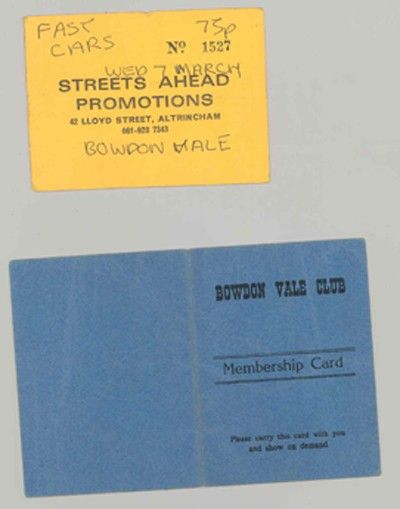 FAST 75p
CARS No 1527
WED 7 MARCH
STREETS AHEAD
PROMOTIONS
42 LLOYD STREET, ALTRINCHAM
061-928 7343
BOWDON VALE
BOWDON VALE CLUB
Membership Card
Please carry this card with you
and show on demand